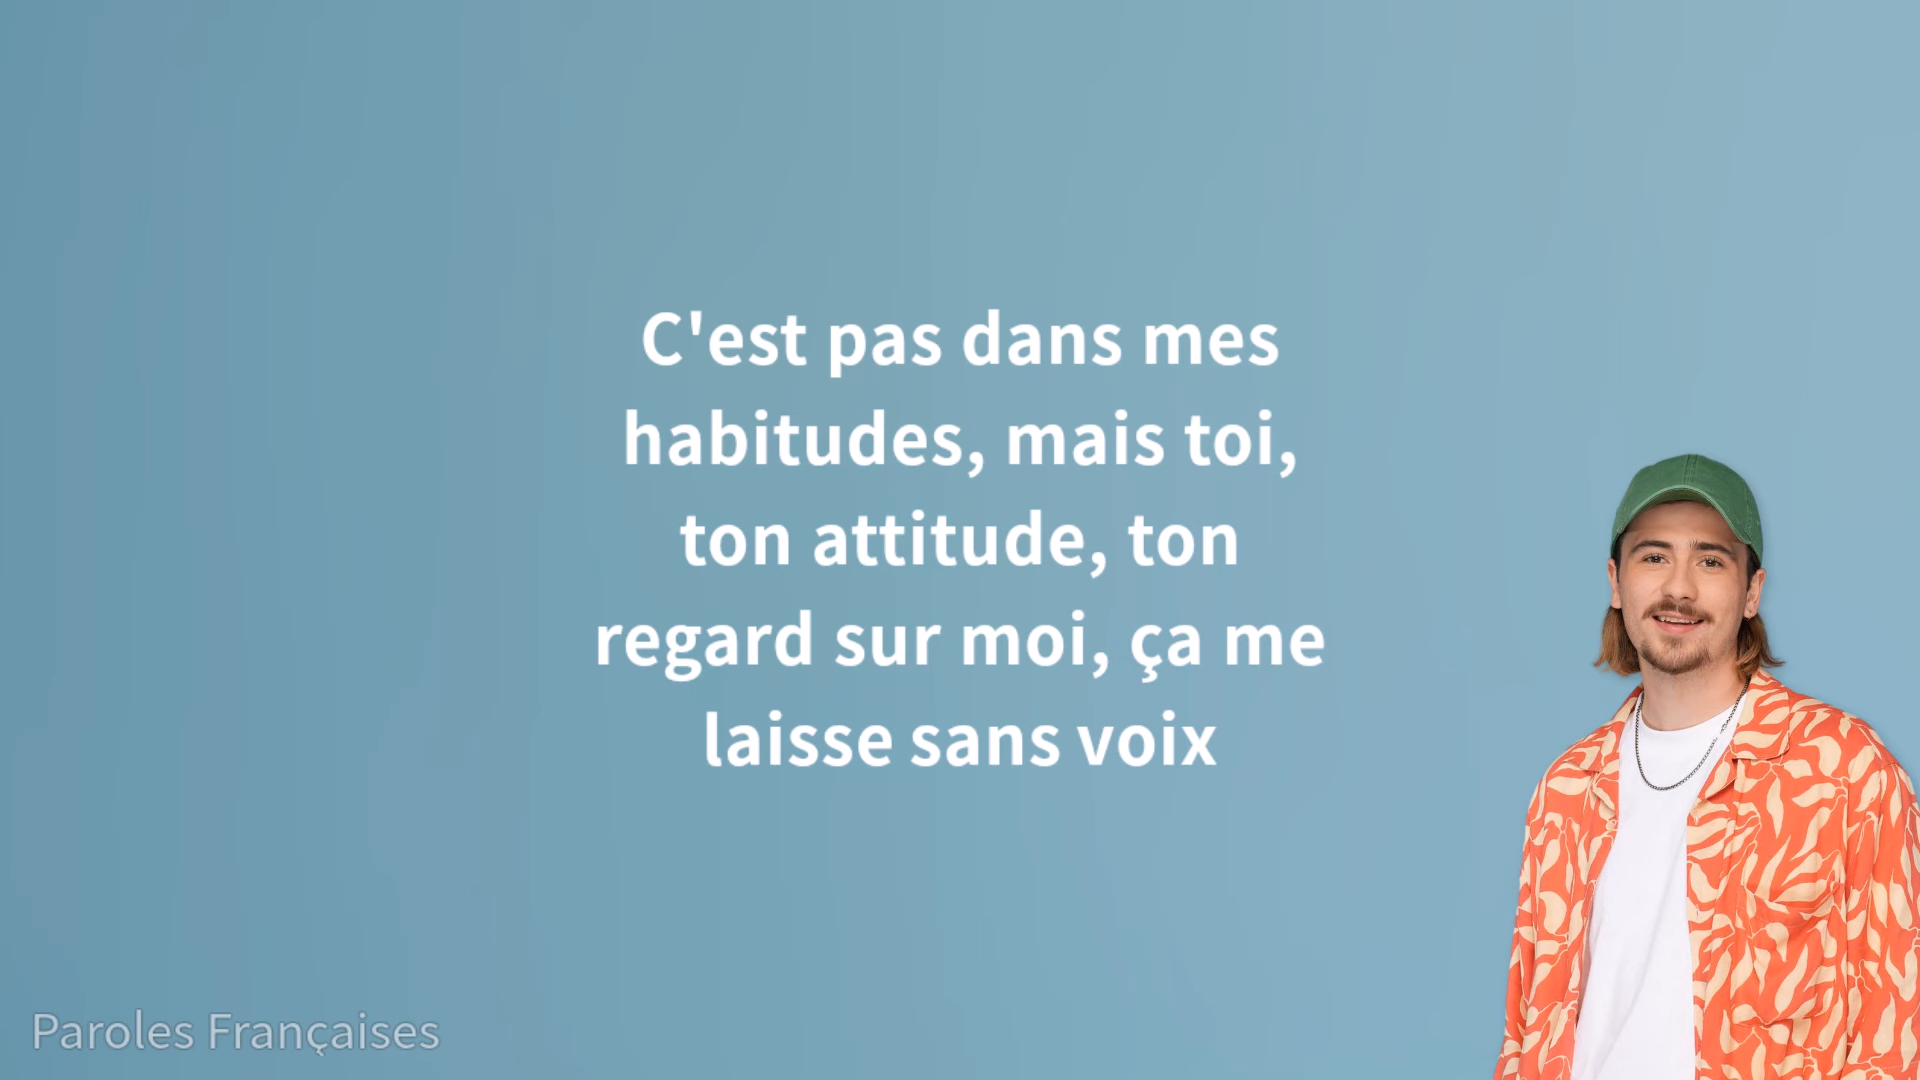 C'est pas dans mes
habitudes, mais toi,
ton attitude, ton
regard sur moi, ça me
laisse sans voix
Paroles Françaises